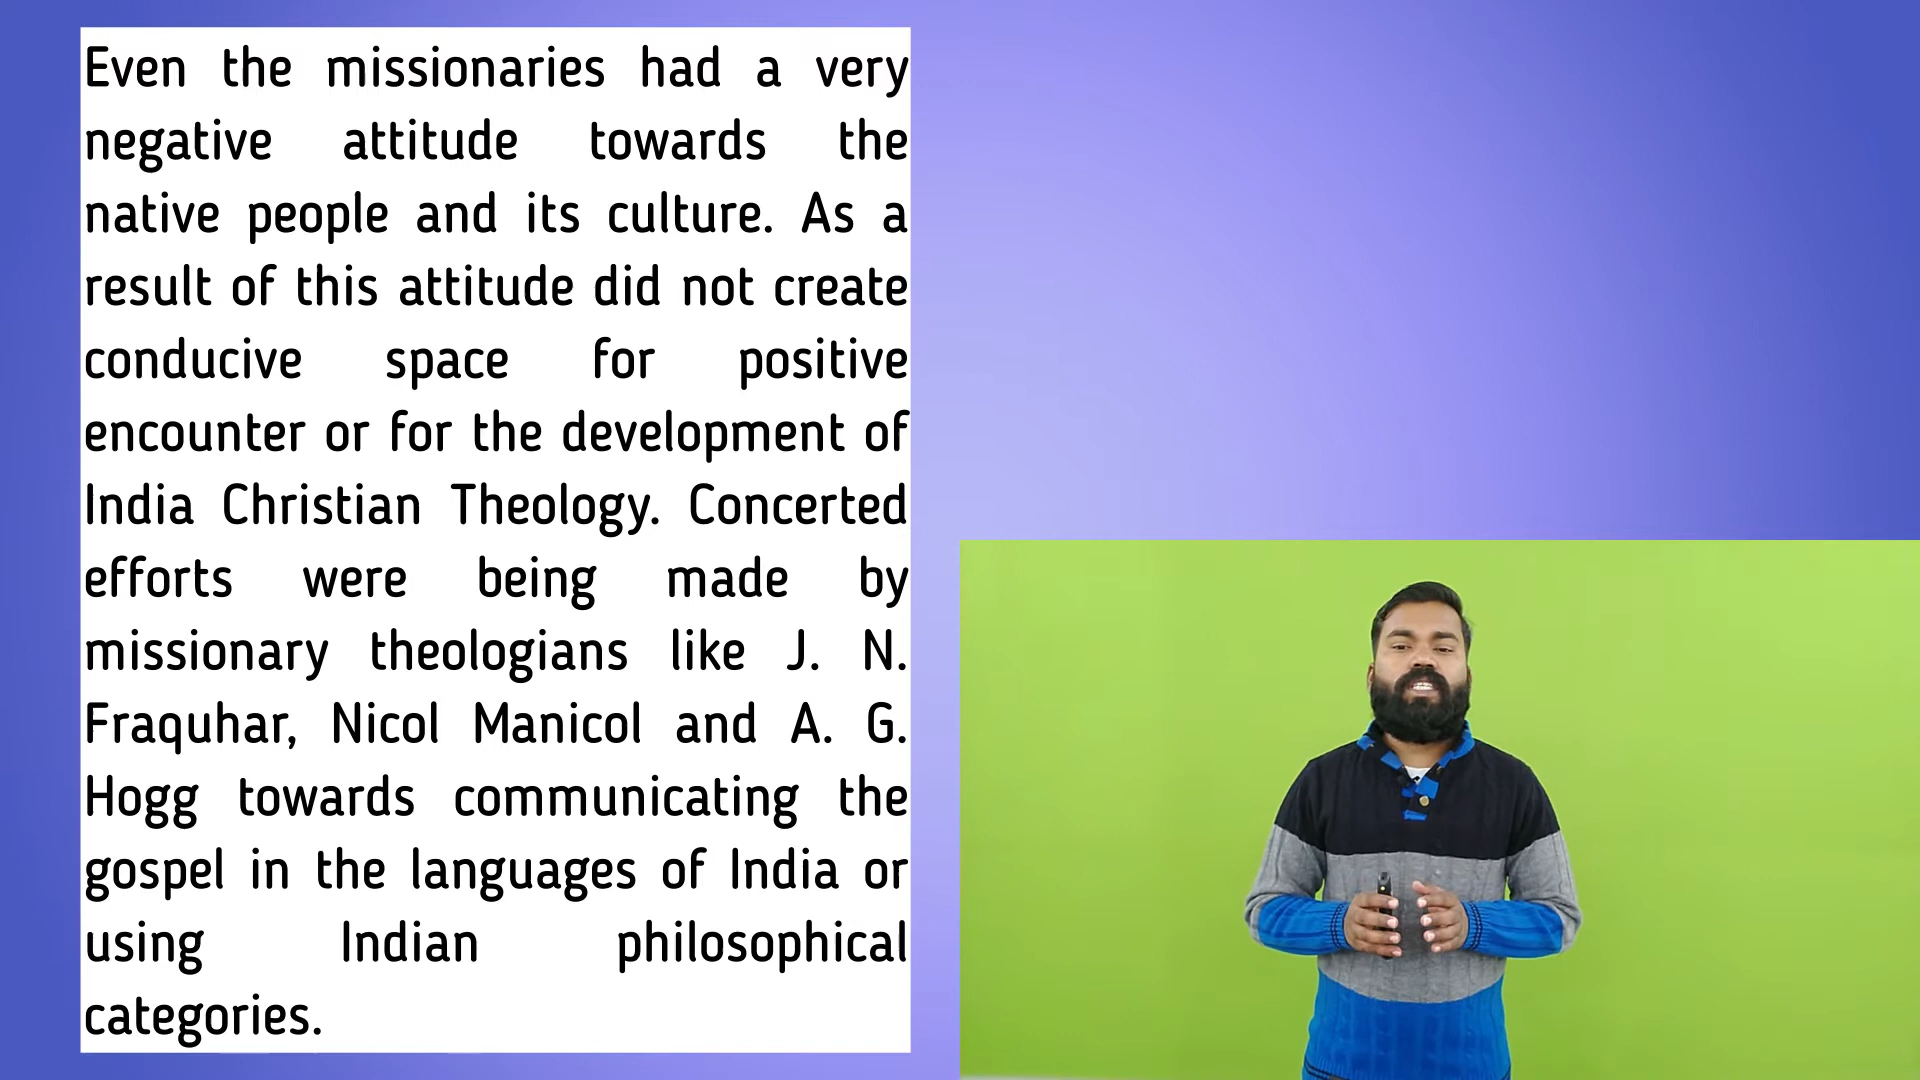 Even the missionaries had a very
negative attitude towards the
native people and its culture. As a
result of this attitude did not create
conducive space for positive
encounter or for the development of
India Christian Theology. Concerted
efforts were being made by
missionary theologians like J. N.
Fraquhar, Nicol Manicol and A. G.
Hogg towards communicating the
gospel in the languages of India or
using Indian philosophical
categories.